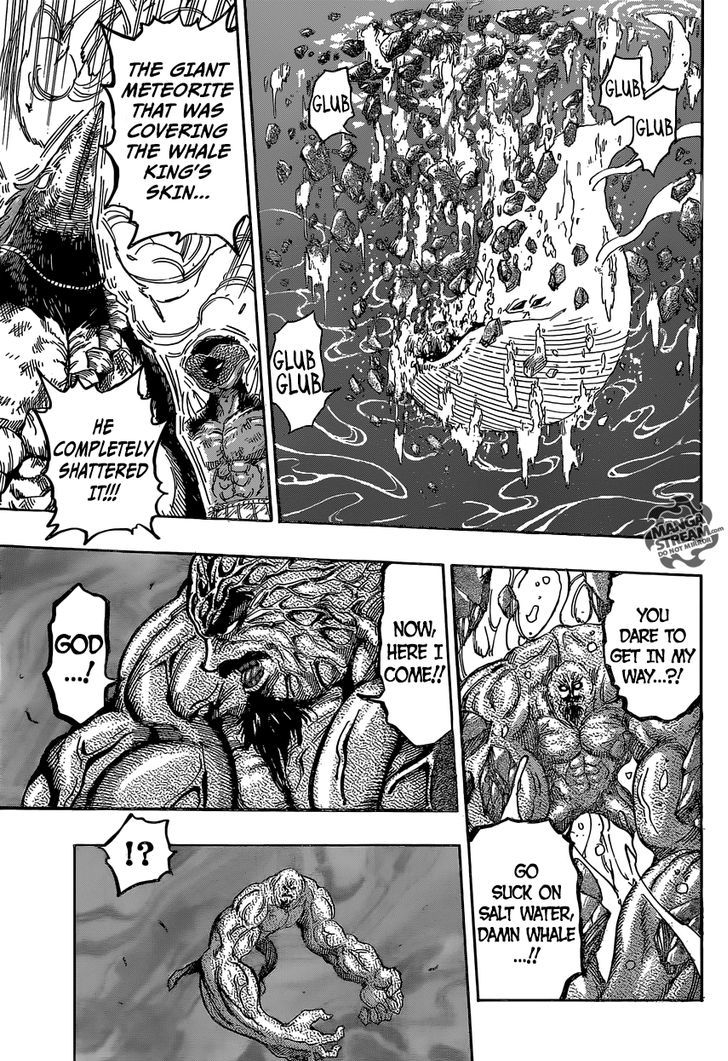 GLUB
GLUB
GLUB
GLUB
GLUB
THE GIANT
METEORITE
THAT WAS
COVERING
THE WHALE
KING'S
SKIN...
HE
COMPLETELY
SHATTERED
IT!!!
MANGA
STREAM.com
DO NOT MIRROR!
YOU
DARE TO
GET IN MY
WAY...?!
GO
SUCK ON
SALT WATER,
DAMN WHALE
...!!
NOW,
HERE I
COME!!
GOD
...!
!?